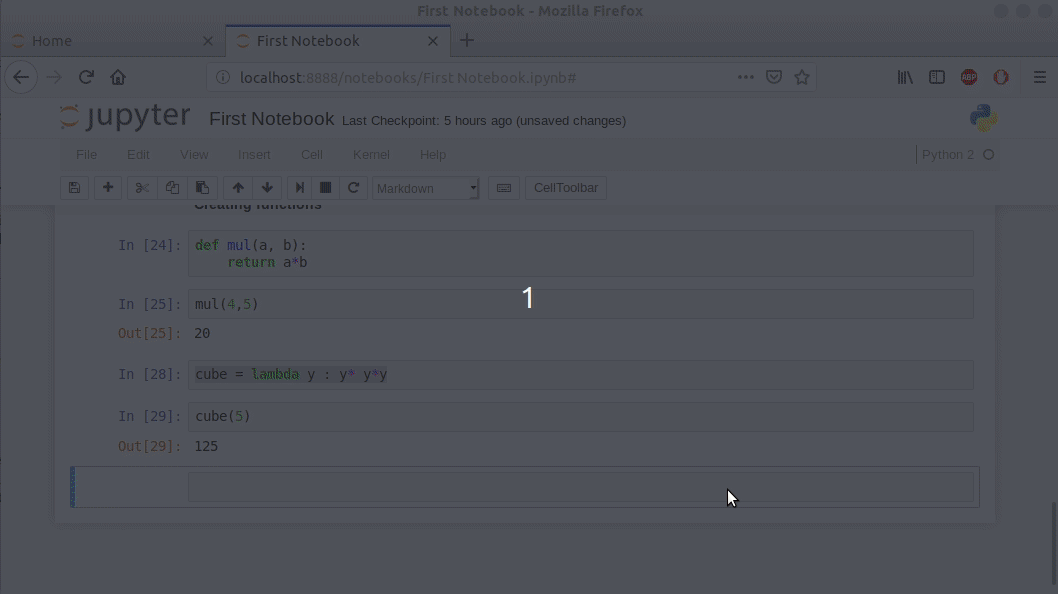 First Notebook - Mozilla Firefox
Home
First Notebook
localhost:8888/notebooks/First Notebook.ipynb#
ABP
jupyter First Notebook Last Checkpoint: 5 hours ago (unsaved changes)
File Edit View Insert Cell Kernel Help Python 2
Markdown CellToolbar
Creating functions
In [24]: def mul(a, b):
return a*b
1
In [25]: mul(4,5)
Out[25]: 20
In [28]: cube = lambda y : y* y*y
In [29]: cube(5)
Out[29]: 125